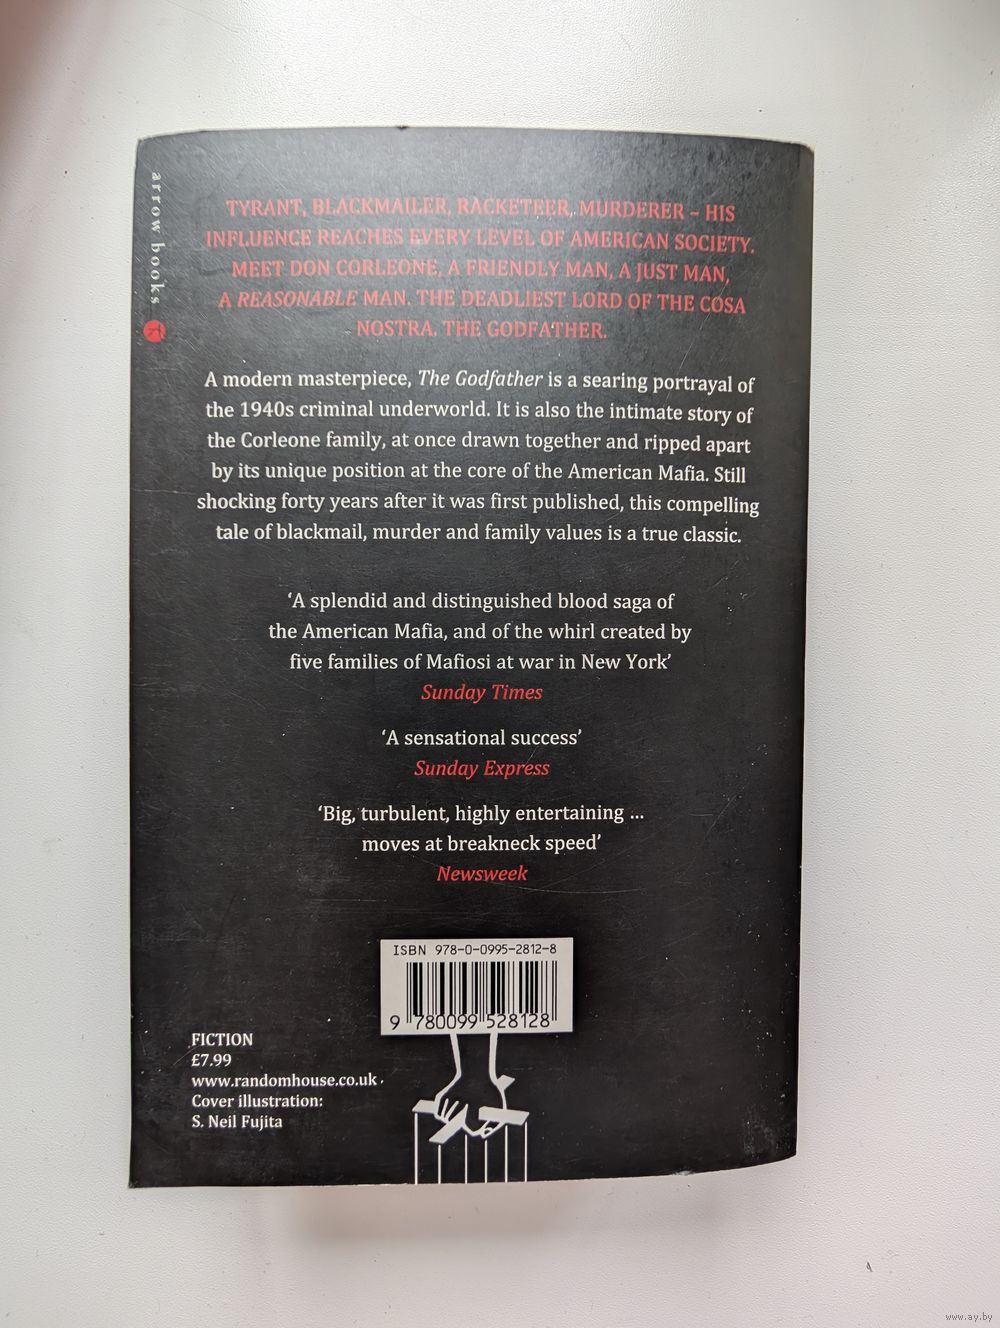 arrow books
TYRANT, BLACKMAILER, RACKETEER, MURDERER – HIS
INFLUENCE REACHES EVERY LEVEL OF AMERICAN SOCIETY.
MEET DON CORLEONE, A FRIENDLY MAN, A JUST MAN,
A REASONABLE MAN. THE DEADLIEST LORD OF THE COSA
NOSTRA. THE GODFATHER.
A modern masterpiece, The Godfather is a searing portrayal of
the 1940s criminal underworld. It is also the intimate story of
the Corleone family, at once drawn together and ripped apart
by its unique position at the core of the American Mafia. Still
shocking forty years after it was first published, this compelling
tale of blackmail, murder and family values is a true classic.
‘A splendid and distinguished blood saga of
the American Mafia, and of the whirl created by
five families of Mafiosi at war in New York’
Sunday Times
‘A sensational success’
Sunday Express
‘Big, turbulent, highly entertaining ...
moves at breakneck speed’
Newsweek
ISBN 978-0-0995-2812-8
9 780099 528128
FICTION
£7.99
www.randomhouse.co.uk
Cover illustration:
S. Neil Fujita
www.ay.by